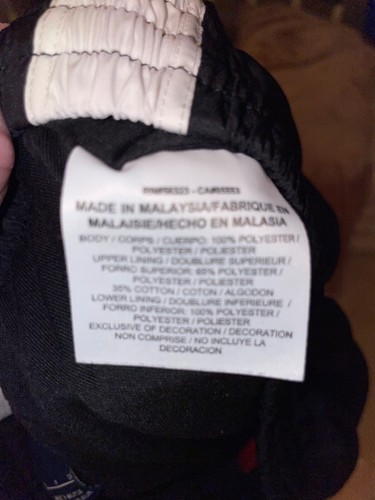 MADE IN MALAYSIA/FABRIQUE EN
MALAISIE/HECHO EN MALASIA
BODY / CORPS / CUERPO: 100% POLYESTER /
POLYESTER / POLIESTER
UPPER LINING / DOUBLURE SUPERIEUR /
FORRO SUPERIOR: 65% POLYESTER /
POLYESTER / POLIESTER
35% COTTON / COTON / ALGODON
LOWER LINING / DOUBLURE INFERIEURE /
FORRO INFERIOR: 100% POLYESTER /
POLYESTER / POLIESTER
EXCLUSIVE OF DECORATION / DECORATION
NON COMPRISE / NO INCLUYE LA
DECORACION